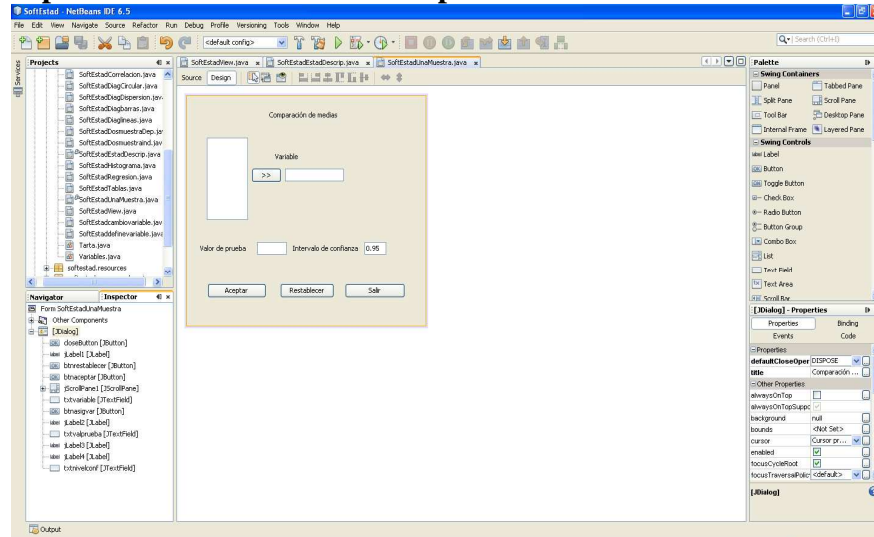 SoftEstad - NetBeans IDE 6.5
File Edit View Navigate Source Refactor Run Debug Profile Versioning Tools Window Help
<default config>
Search (Ctrl+I)
Services
Projects
SoftEstadCorrelacion.java
SoftEstadDiagCircular.java
SoftEstadDiagDispersion.java
SoftEstadDiagbarras.java
SoftEstadDiaglineas.java
SoftEstadDosmuestraDep.ja
SoftEstadDosmuestraind.jav
SoftEstadEstadDescrip.java
SoftEstadHistograma.java
SoftEstadRegresion.java
SoftEstadTablas.java
SoftEstadUnaMuestra.java
SoftEstadView.java
SoftEstadcambiovariable.jav
SoftEstaddefinevariable.java
Tarta.java
Variables.java
softestad.resources
Navigator Inspector
Form SoftEstadUnaMuestra
Other Components
[JDialog]
closeButton [JButton]
jLabel1 [JLabel]
btnrestablecer [JButton]
btnaceptar [JButton]
jScrollPane1 [JScrollPane]
txtvariable [JTextField]
btnasigvar [JButton]
jLabel2 [JLabel]
txtvalprueba [JTextField]
jLabel3 [JLabel]
jLabel4 [JLabel]
txtnivelconf [JTextField]
SoftEstadView.java SoftEstadEstadDescrip.java SoftEstadUnaMuestra.java
Source Design
Comparación de medias
Variable
>>
Valor de prueba Intervalo de confianza 0.95
Aceptar Restablecer Salir
Palette
Swing Containers
Panel Tabbed Pane
Split Pane Scroll Pane
Tool Bar Desktop Pane
Internal Frame Layered Pane
Swing Controls
label Label
Button
Toggle Button
Check Box
Radio Button
Button Group
Combo Box
List
Text Field
Text Area
Scroll Bar
[JDialog] - Properties
Properties Binding
Events Code
Properties
defaultCloseOper DISPOSE
title Comparación ...
Other Properties
alwaysOnTop
alwaysOnTopSuppc
background null
bounds <Not Set>
cursor Cursor pr...
enabled
focusCycleRoot
focusTraversalPolic <default>
[JDialog]
Output